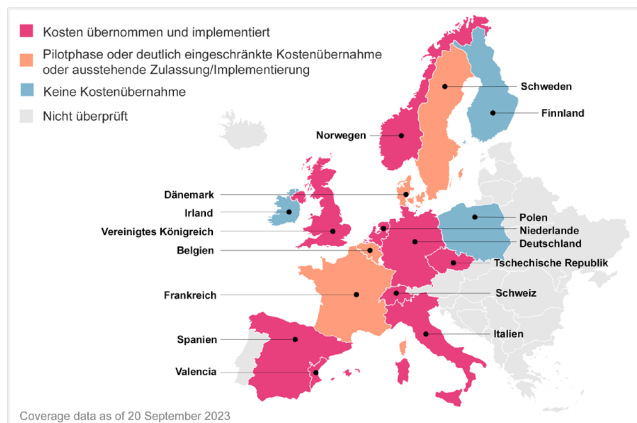 Kosten übernommen und implementiert
Pilotphase oder deutlich eingeschränkte Kostenübernahme
oder ausstehende Zulassung/Implementierung
Keine Kostenübernahme
Nicht überprüft
Schweden
Finnland
Norwegen
Dänemark
Irland
Vereinigtes Königreich
Belgien
Polen
Niederlande
Deutschland
Tschechische Republik
Frankreich
Schweiz
Spanien
Italien
Valencia
Coverage data as of 20 September 2023